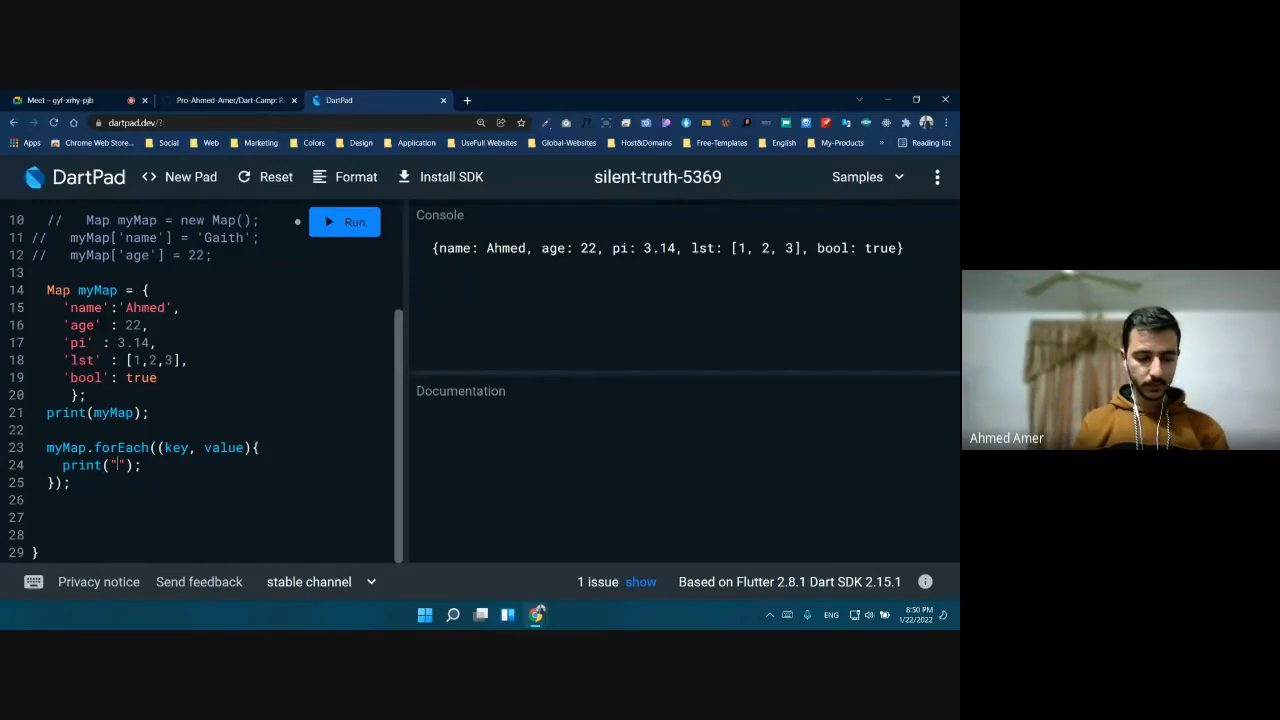 Meet – gyf-xrhy-pjb
Pro-Ahmed-Amer/Dart-Camp: R
DartPad
dartpad.dev/?
Apps
Chrome Web Store...
Social
Web
Marketing
Colors
Design
Application
UseFull Websites
Global-Websites
Host&Domains
Free-Templates
English
My-Products
»
Reading list
DartPad
<> New Pad
Reset
Format
Install SDK
silent-truth-5369
Samples
Run
10 // Map myMap = new Map();
11 // myMap['name'] = 'Gaith';
12 // myMap['age'] = 22;
13
14 Map myMap = {
15 'name':'Ahmed',
16 'age' : 22,
17 'pi' : 3.14,
18 'lst' : [1,2,3],
19 'bool': true
20 };
21 print(myMap);
22
23 myMap.forEach((key, value){
24 print("");
25 });
26
27
28
29 }
Console
{name: Ahmed, age: 22, pi: 3.14, lst: [1, 2, 3], bool: true}
Documentation
Privacy notice
Send feedback
stable channel
1 issue show
Based on Flutter 2.8.1 Dart SDK 2.15.1
ENG
8:50 PM
1/22/2022
Ahmed Amer